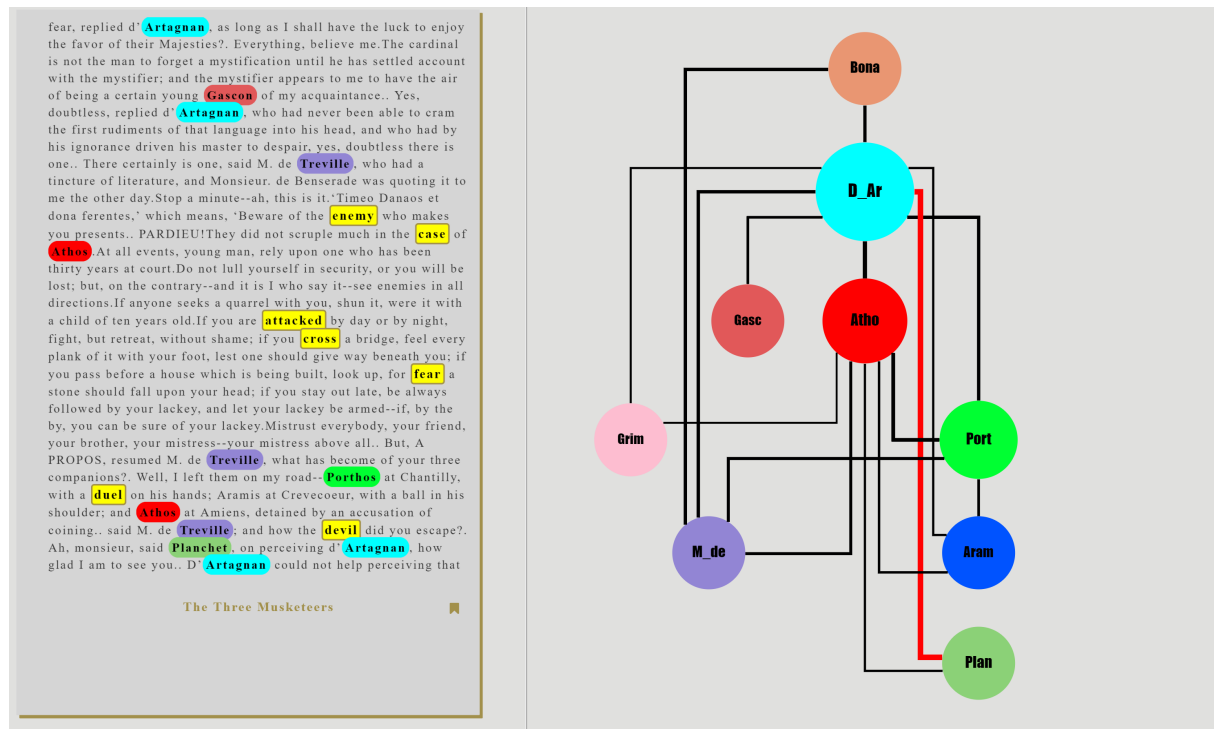 fear, replied d' Artagnan, as long as I shall have the luck to enjoy
the favor of their Majesties?. Everything, believe me.The cardinal
is not the man to forget a mystification until he has settled account
with the mystifier; and the mystifier appears to me to have the air
of being a certain young Gascon of my acquaintance.. Yes,
doubtless, replied d' Artagnan, who had never been able to cram
the first rudiments of that language into his head, and who had by
his ignorance driven his master to despair, yes, doubtless there is
one.. There certainly is one, said M. de Treville, who had a
tincture of literature, and Monsieur. de Benserade was quoting it to
me the other day.Stop a minute--ah, this is it.‘Timeo Danaos et
dona ferentes,’ which means, ‘Beware of the enemy who makes
you presents.. PARDIEU!They did not scruple much in the case of
Athos.At all events, young man, rely upon one who has been
thirty years at court.Do not lull yourself in security, or you will be
lost; but, on the contrary--and it is I who say it--see enemies in all
directions.If anyone seeks a quarrel with you, shun it, were it with
a child of ten years old.If you are attacked by day or by night,
fight, but retreat, without shame; if you cross a bridge, feel every
plank of it with your foot, lest one should give way beneath you; if
you pass before a house which is being built, look up, for fear a
stone should fall upon your head; if you stay out late, be always
followed by your lackey, and let your lackey be armed--if, by the
by, you can be sure of your lackey.Mistrust everybody, your friend,
your brother, your mistress--your mistress above all.. But, A
PROPOS, resumed M. de Treville, what has become of your three
companions?. Well, I left them on my road--Porthos at Chantilly,
with a duel on his hands; Aramis at Crevecoeur, with a ball in his
shoulder; and Athos at Amiens, detained by an accusation of
coining.. said M. de Treville; and how the devil did you escape?.
Ah, monsieur, said Planchet, on perceiving d' Artagnan, how
glad I am to see you.. D' Artagnan could not help perceiving that
The Three Musketeers
Bona
D_Ar
Gasc
Atho
Grim
Port
M_de
Aram
Plan